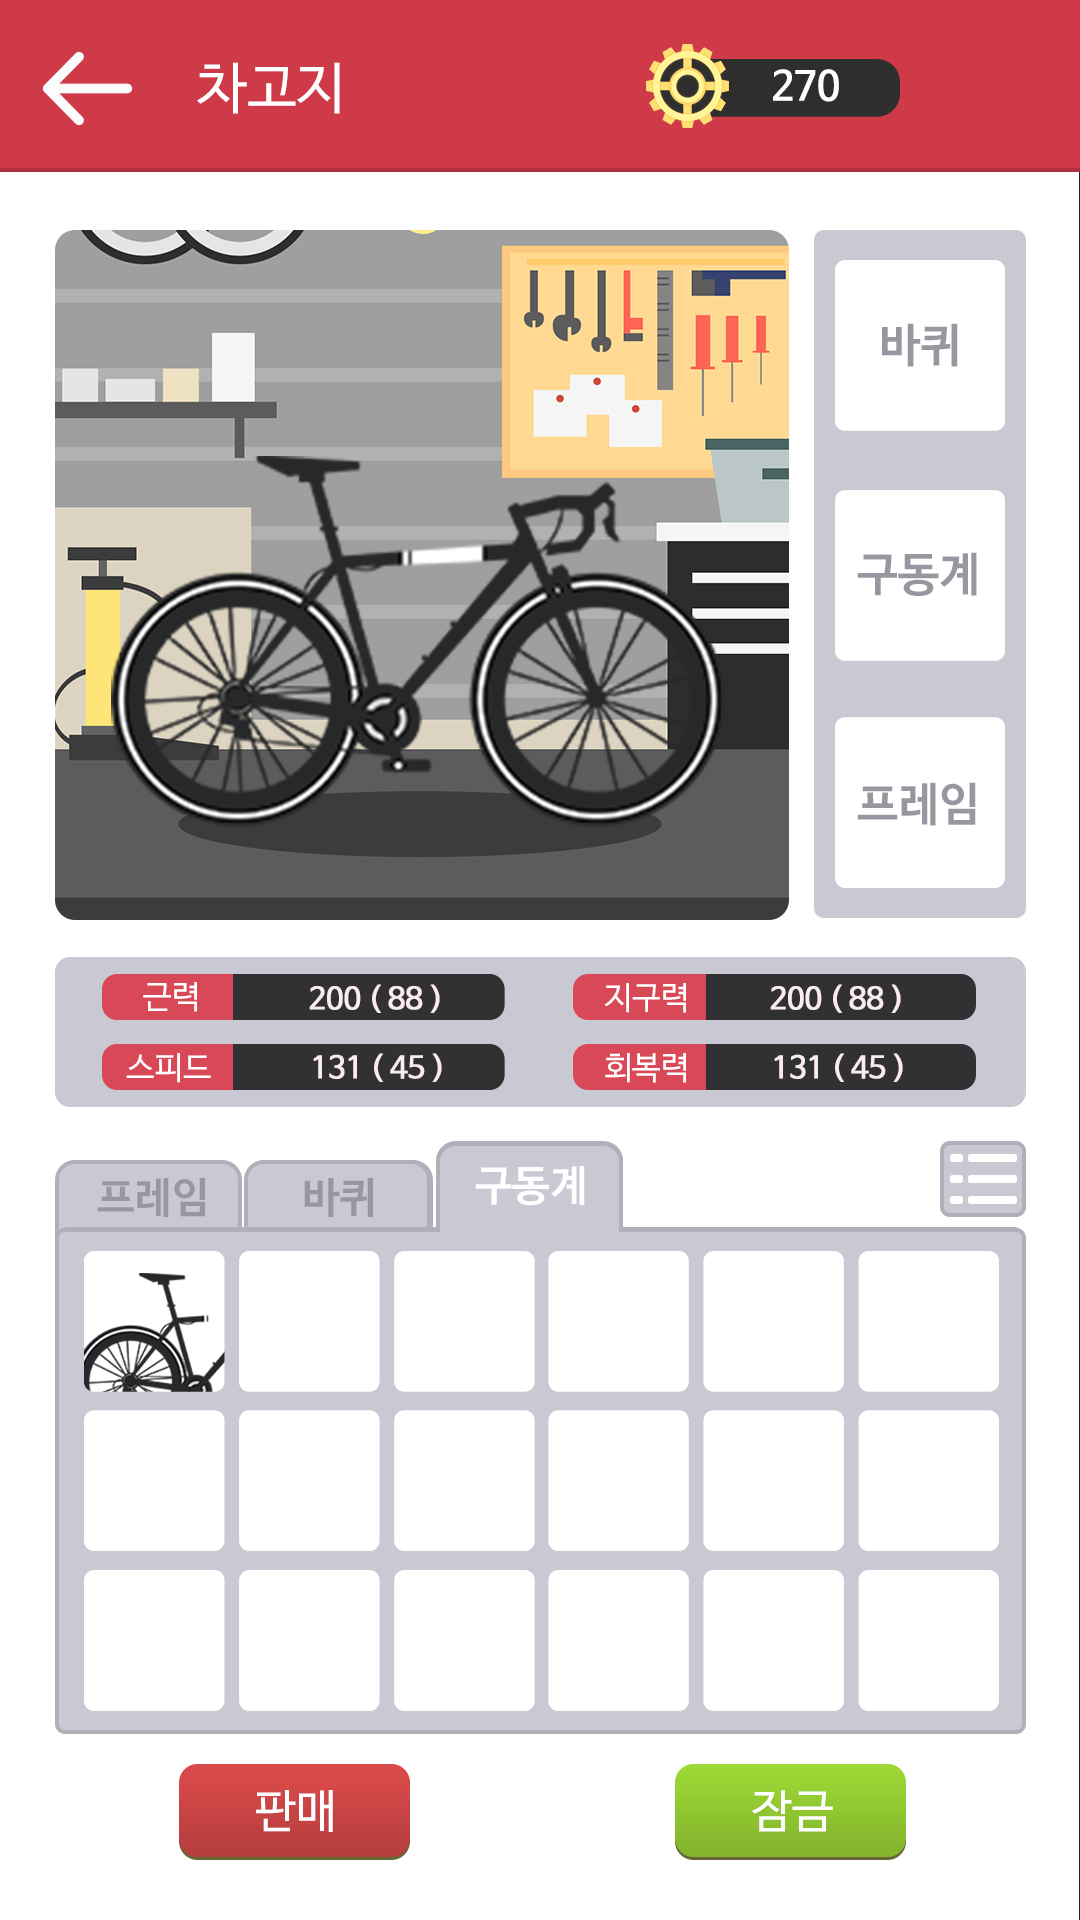 차고지
270
바퀴
구동계
프레임
근력 200 ( 88 )
지구력 200 ( 88 )
스피드 131 ( 45 )
회복력 131 ( 45 )
프레임
바퀴
구동계
판매
잠금